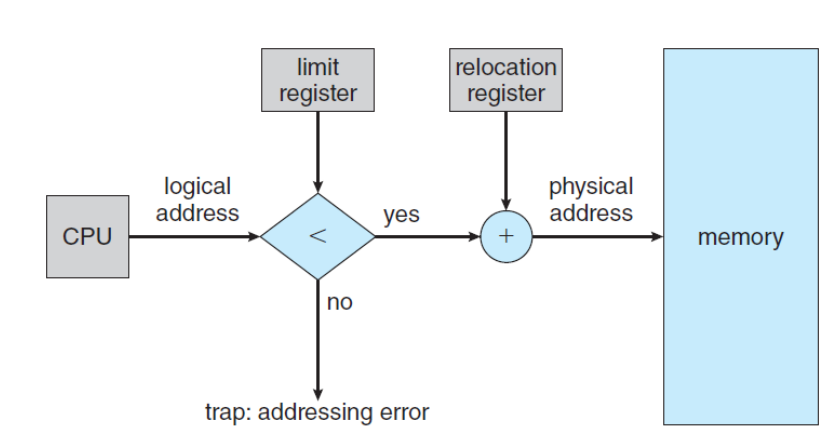 limit
register
relocation
register
logical
address
physical
address
CPU
<
yes
+
memory
no
trap: addressing error